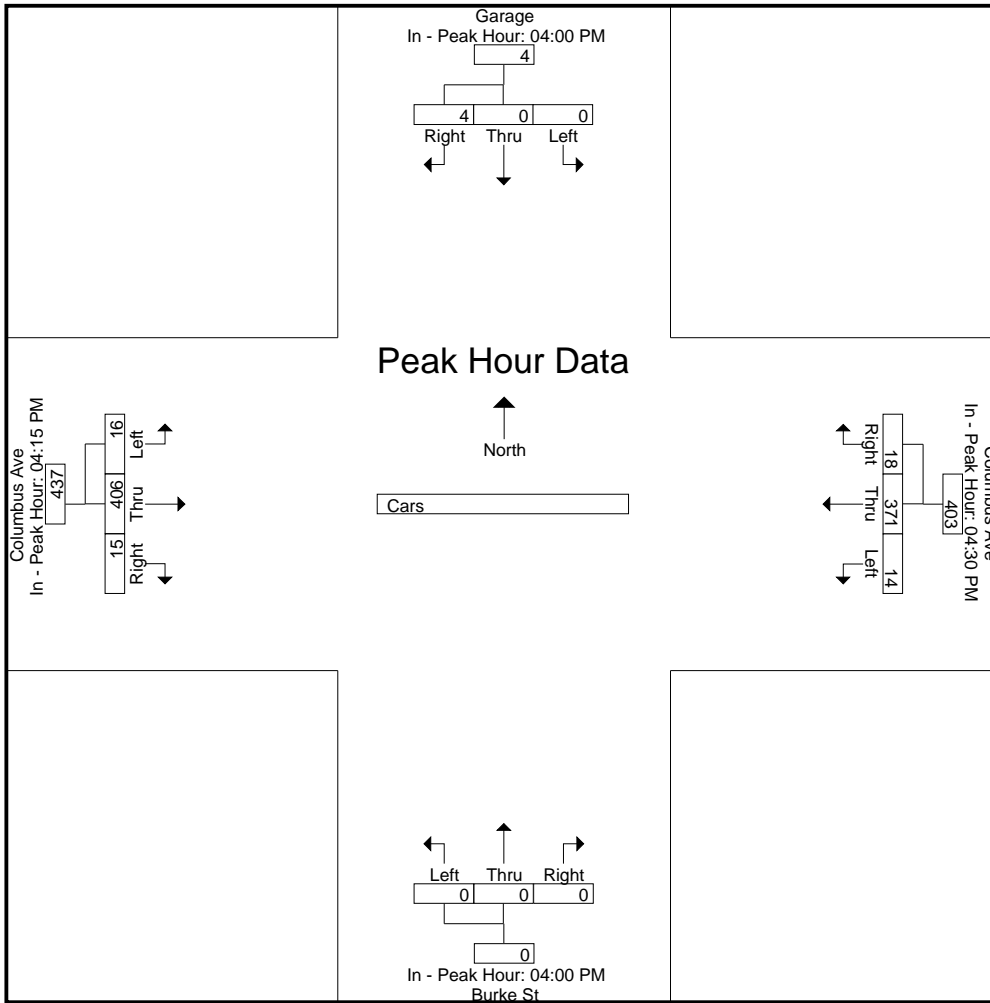 Garage
In - Peak Hour: 04:00 PM
4
4 0 0
Right Thru Left
Peak Hour Data
North
Cars
Columbus Ave
In - Peak Hour: 04:15 PM
437
16 406 15
Left Thru Right
Columbus Ave
In - Peak Hour: 04:30 PM
403
18 371 14
Right Thru Left
Left Thru Right
0 0 0
0
In - Peak Hour: 04:00 PM
Burke St